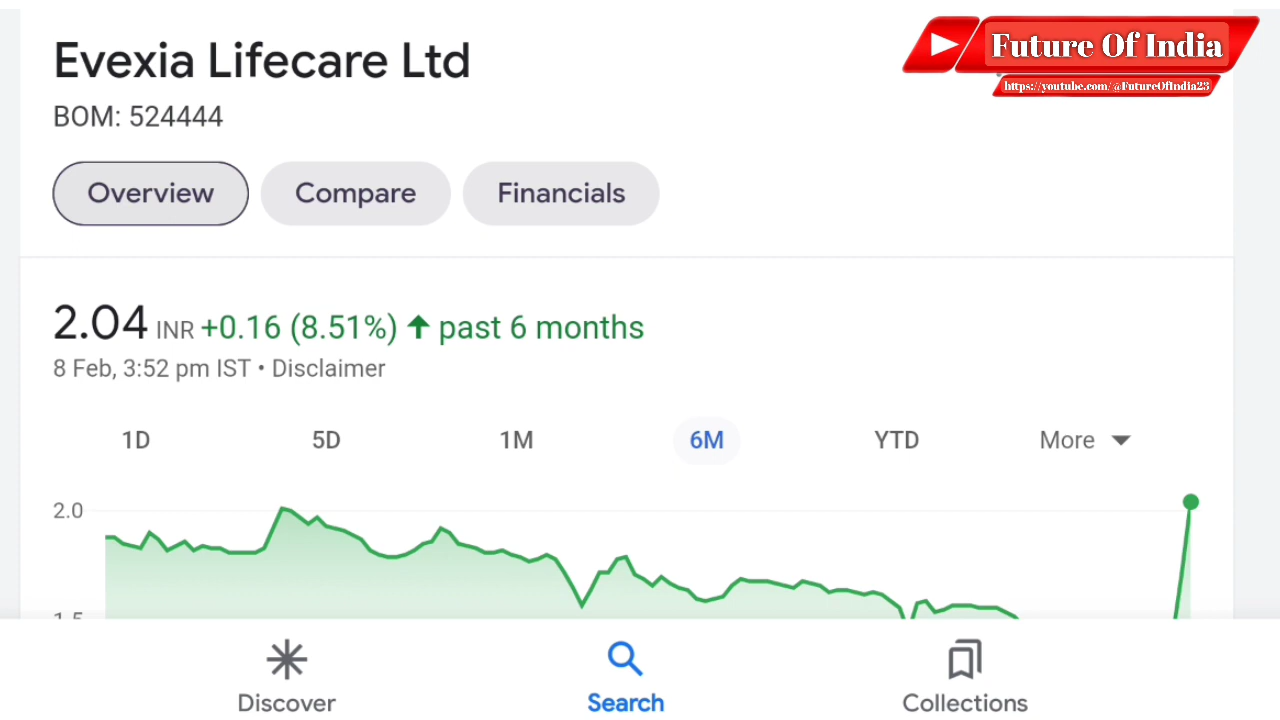 Evexia Lifecare Ltd
Future Of India
https://youtube.com/@FutureOfIndia23
BOM: 524444
Overview Compare Financials
2.04 INR +0.16 (8.51%) ↑ past 6 months
8 Feb, 3:52 pm IST • Disclaimer
1D 5D 1M 6M YTD More
2.0
1.5
Discover Search Collections